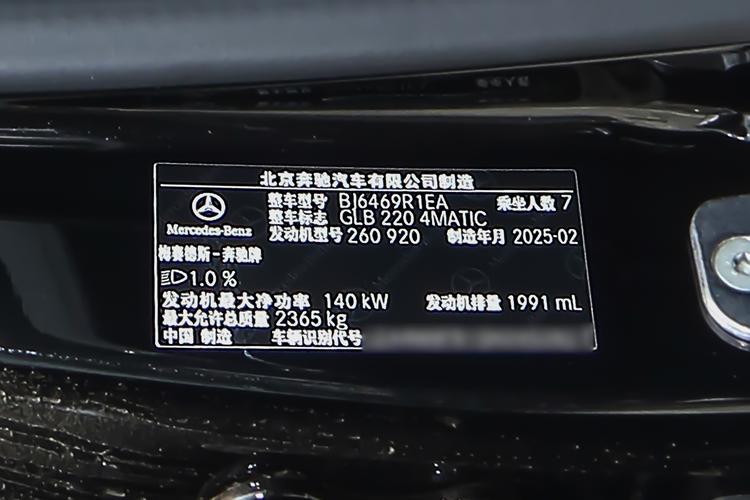 北京奔驰汽车有限公司制造
整车型号 BJ6469R1EA 乘坐人数 7
整车标志 GLB 220 4MATIC
Mercedes-Benz 发动机型号 260 920 制造年月 2025-02
梅赛德斯-奔驰牌
1.0 %
发动机最大净功率 140 kW 发动机排量 1991 mL
最大允许总质量 2365 kg
中国 制造 车辆识别代号